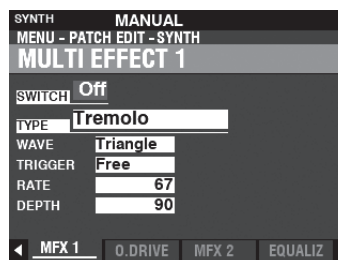 SYNTH MANUAL
MENU - PATCH EDIT - SYNTH
MULTI EFFECT 1
SWITCH Off
TYPE Tremolo
WAVE Triangle
TRIGGER Free
RATE 67
DEPTH 90
MFX 1 O.DRIVE MFX 2 EQUALIZ